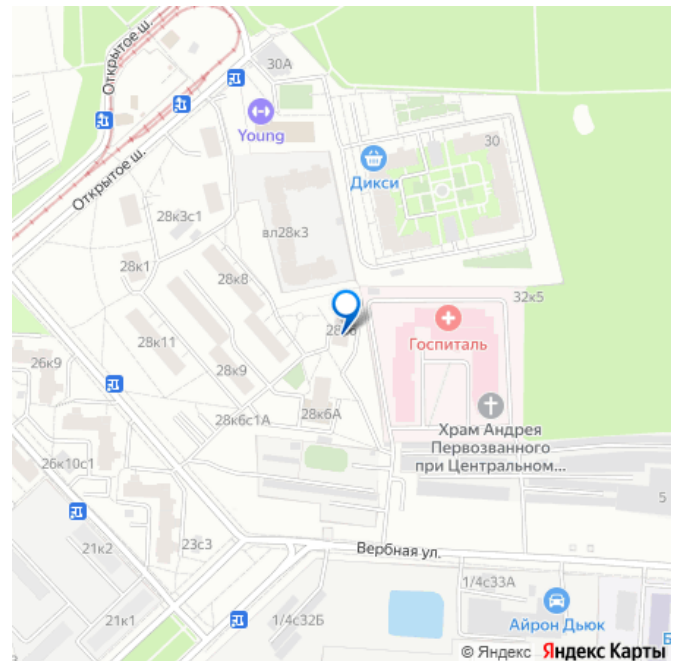 Открытое ш.
30А
Young
30
Дикси
Открытое ш.
28к3с1
вл28к3
28к1
28к8
32к5
28к6
Госпиталь
28к11
26к9
28к9
28к6А
28к6с1А
Храм Андрея
Первозванного
при Центральном...
26к10с1
5
21к2
23с3
Вербная ул.
1/4с33А
21к1
1/4с32Б
Айрон Дьюк
Б
3
© Яндекс Яндекс Карты